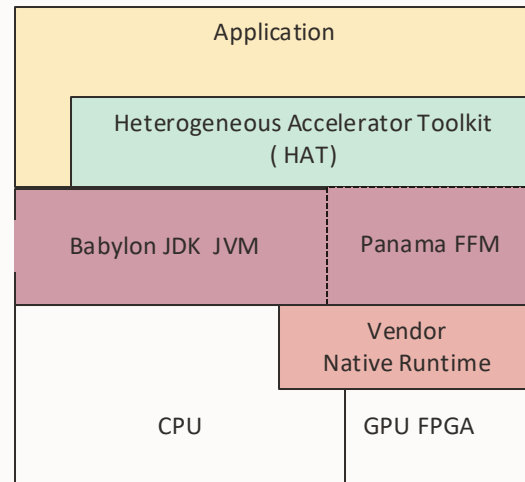 Application
Heterogeneous Accelerator Toolkit
( HAT)
Babylon JDK JVM
Panama FFM
Vendor
Native Runtime
CPU
GPU FPGA